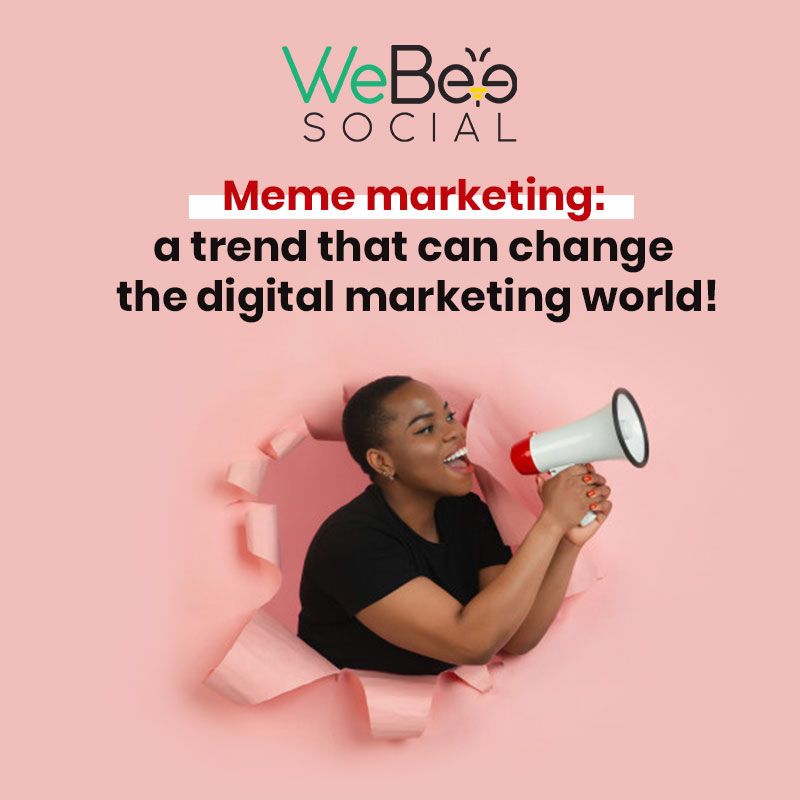 WeBee
SOCIAL
Meme marketing:
a trend that can change
the digital marketing world!